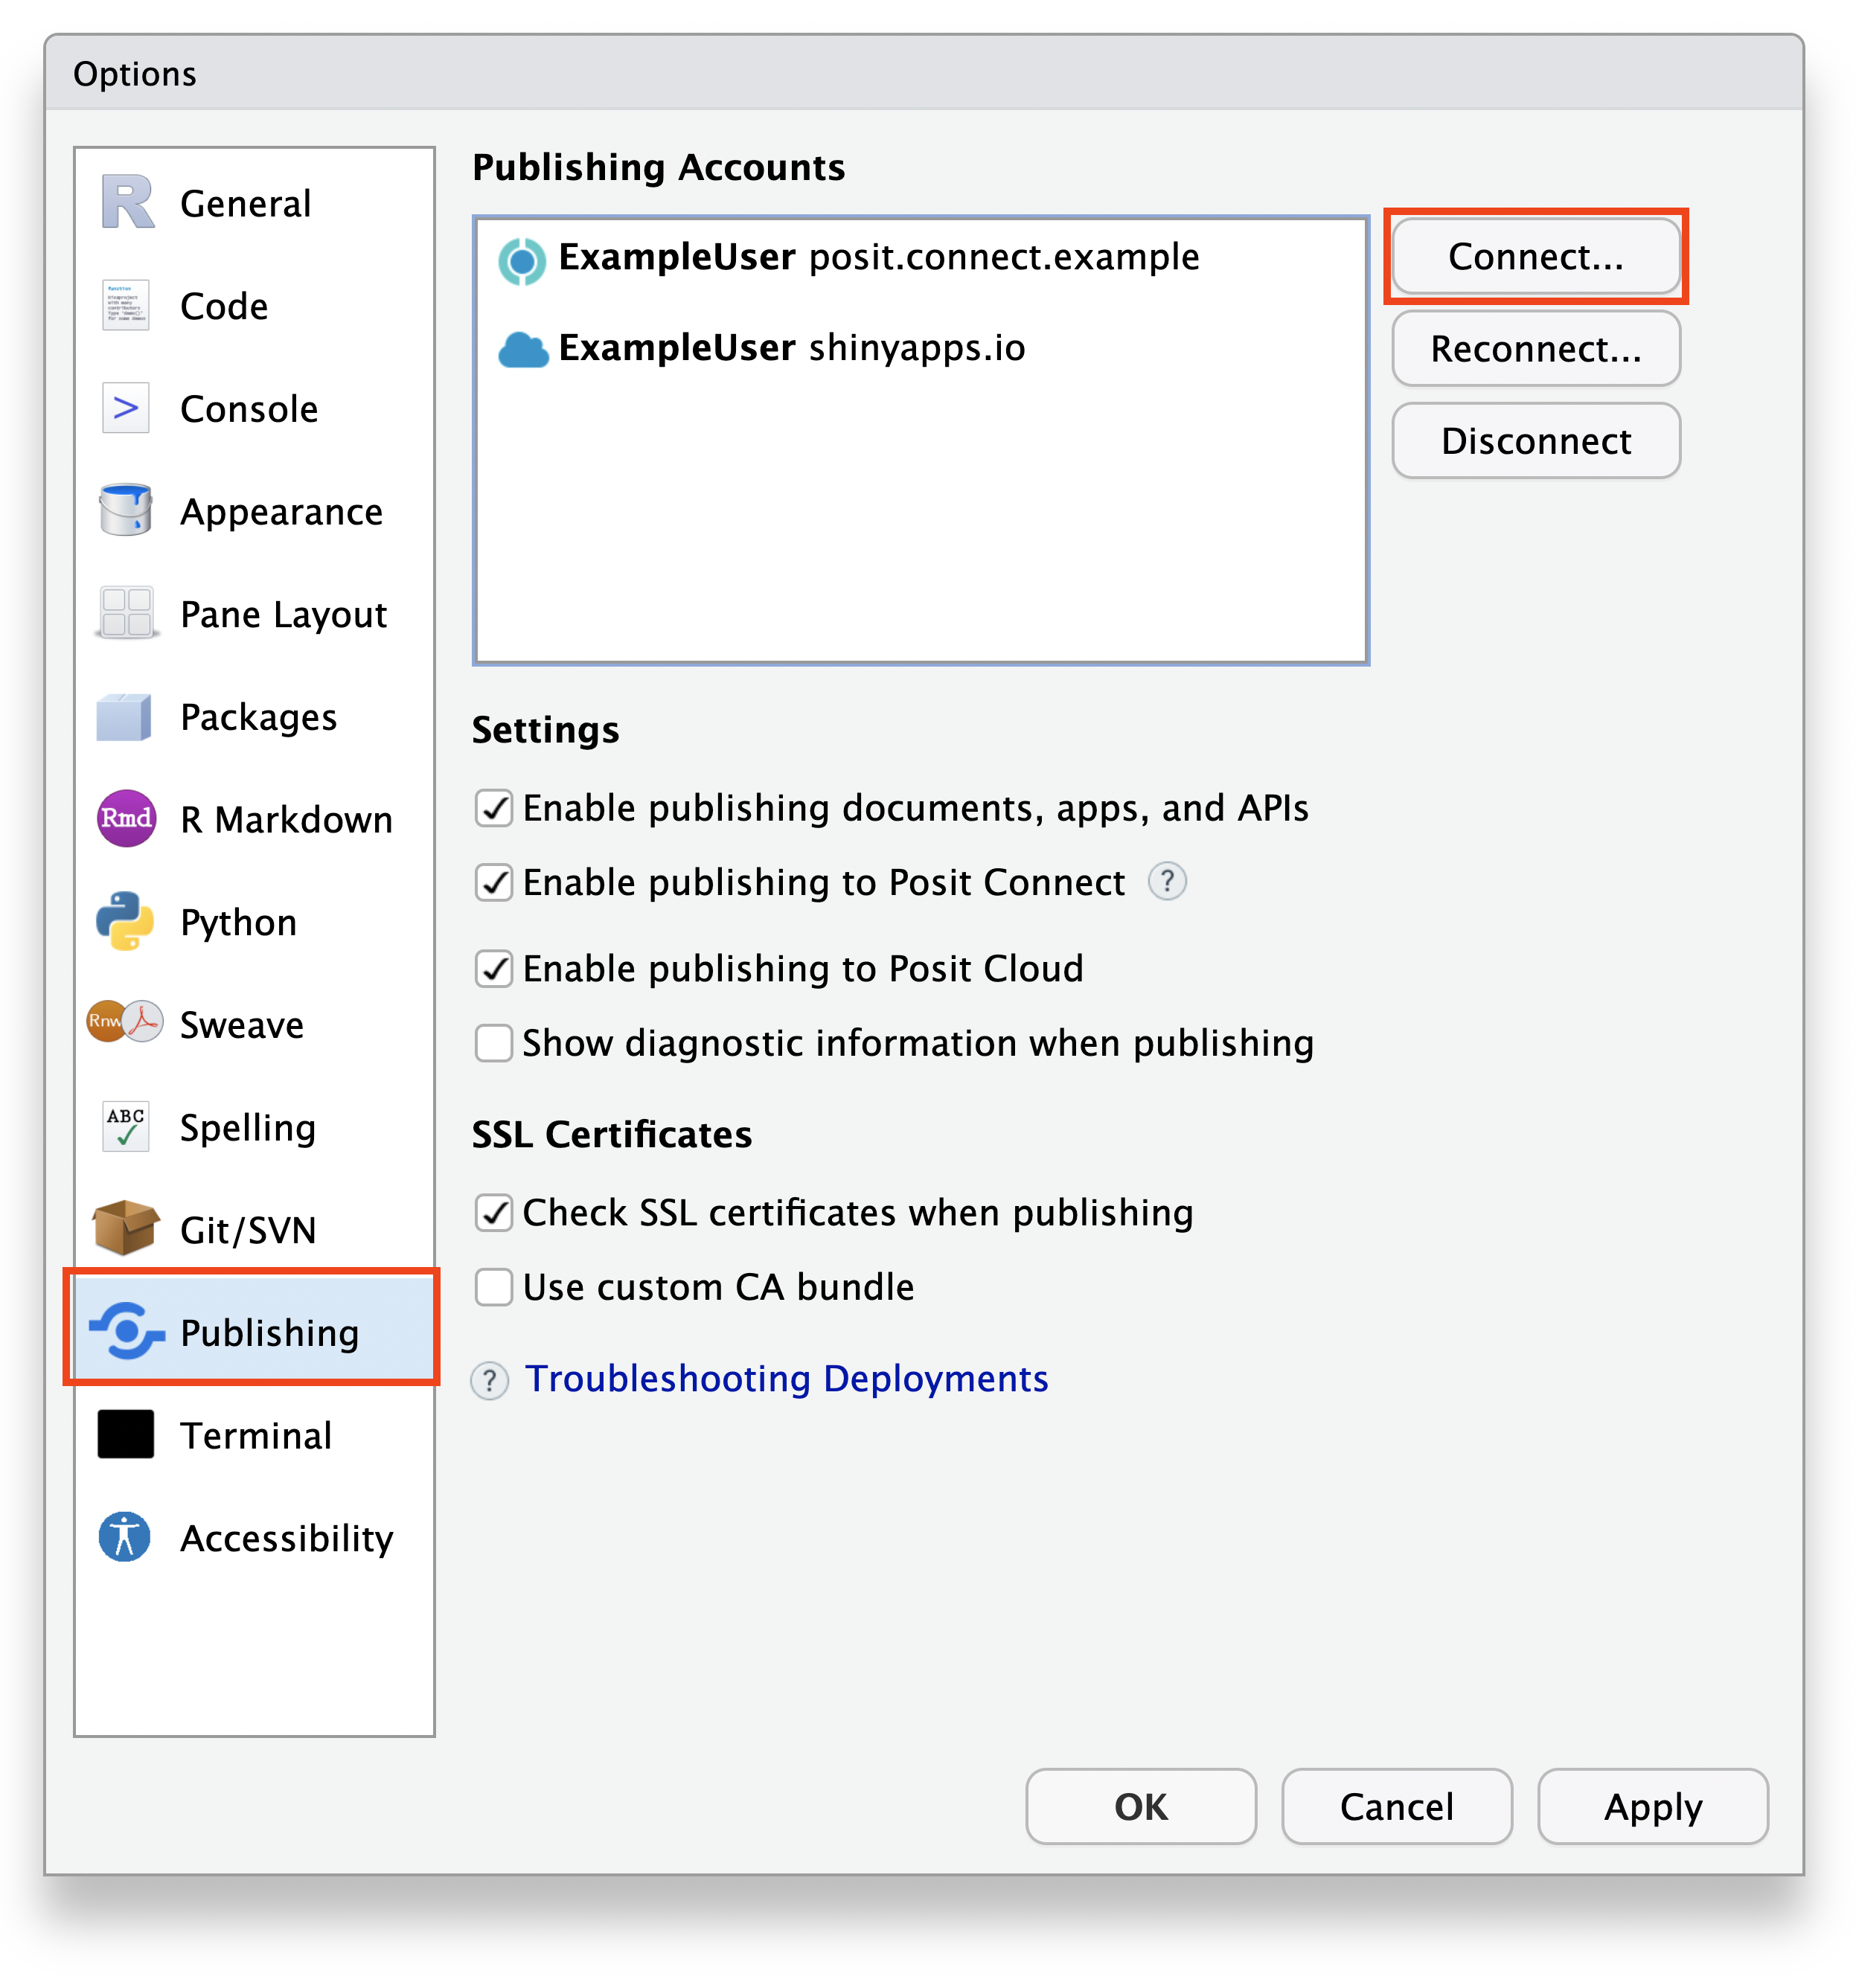 Options
General
Code
Console
Appearance
Pane Layout
Packages
Rmd
R Markdown
Python
Rnw
Sweave
ABC
Spelling
Git/SVN
Publishing
Terminal
Accessibility
Publishing Accounts
ExampleUser posit.connect.example
ExampleUser shinyapps.io
Connect...
Reconnect...
Disconnect
Settings
Enable publishing documents, apps, and APIs
Enable publishing to Posit Connect ?
Enable publishing to Posit Cloud
Show diagnostic information when publishing
SSL Certificates
Check SSL certificates when publishing
Use custom CA bundle
? Troubleshooting Deployments
OK
Cancel
Apply